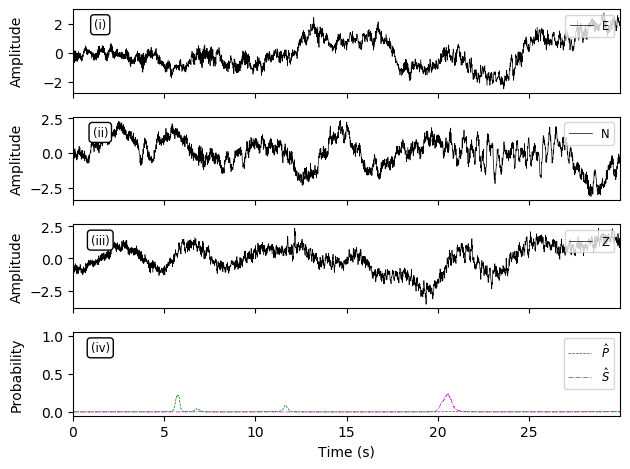 (i)
E
Amplitude
2
0
−2
(ii)
N
Amplitude
2.5
0.0
−2.5
(iii)
Z
Amplitude
2.5
0.0
−2.5
(iv)
P̂
Ŝ
Probability
1.0
0.5
0.0
0 5 10 15 20 25
Time (s)